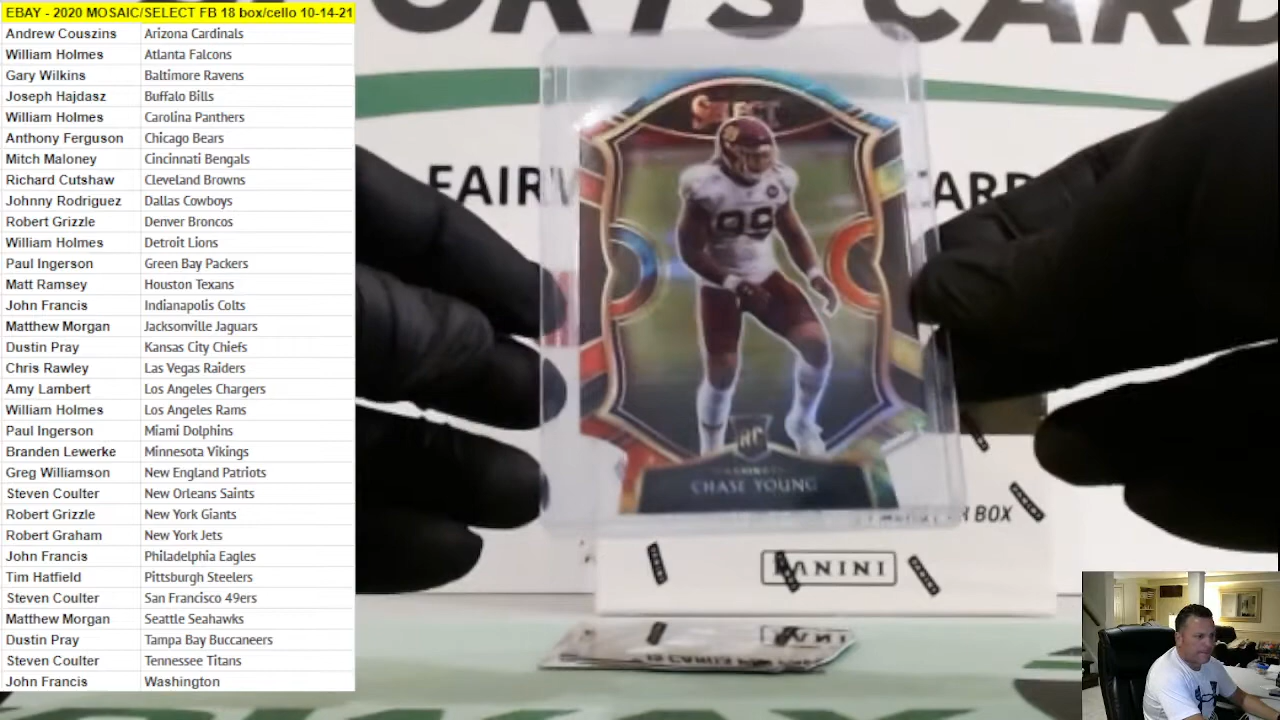 EBAY - 2020 MOSAIC/SELECT FB 18 box/cello 10-14-21
Andrew Couszins Arizona Cardinals
William Holmes Atlanta Falcons
Gary Wilkins Baltimore Ravens
Joseph Hajdasz Buffalo Bills
William Holmes Carolina Panthers
Anthony Ferguson Chicago Bears
Mitch Maloney Cincinnati Bengals
Richard Cutshaw Cleveland Browns
Johnny Rodriguez Dallas Cowboys
Robert Grizzle Denver Broncos
William Holmes Detroit Lions
Paul Ingerson Green Bay Packers
Matt Ramsey Houston Texans
John Francis Indianapolis Colts
Matthew Morgan Jacksonville Jaguars
Dustin Pray Kansas City Chiefs
Chris Rawley Las Vegas Raiders
Amy Lambert Los Angeles Chargers
William Holmes Los Angeles Rams
Paul Ingerson Miami Dolphins
Branden Lewerke Minnesota Vikings
Greg Williamson New England Patriots
Steven Coulter New Orleans Saints
Robert Grizzle New York Giants
Robert Graham New York Jets
John Francis Philadelphia Eagles
Tim Hatfield Pittsburgh Steelers
Steven Coulter San Francisco 49ers
Matthew Morgan Seattle Seahawks
Dustin Pray Tampa Bay Buccaneers
Steven Coulter Tennessee Titans
John Francis Washington
SELECT
99
RC
WASHINGTON
CHASE YOUNG
BOX
PANINI